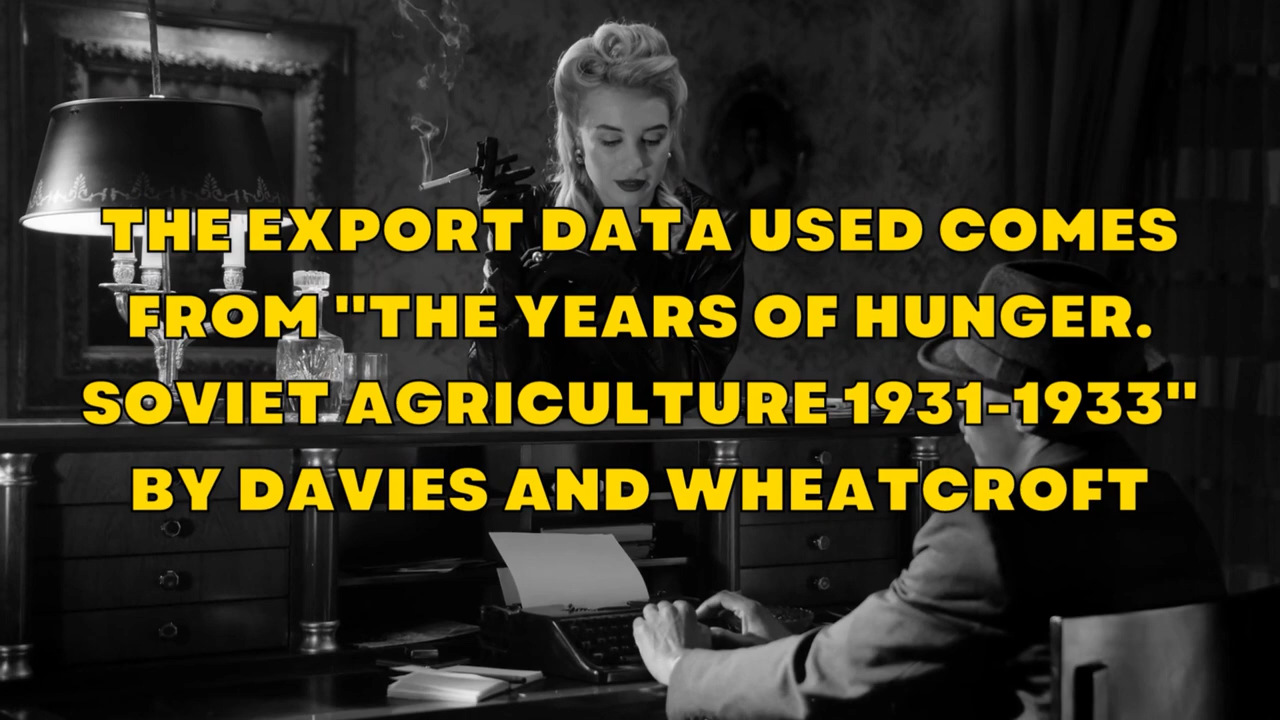 THE EXPORT DATA USED COMES
FROM "THE YEARS OF HUNGER.
SOVIET AGRICULTURE 1931-1933"
BY DAVIES AND WHEATCROFT